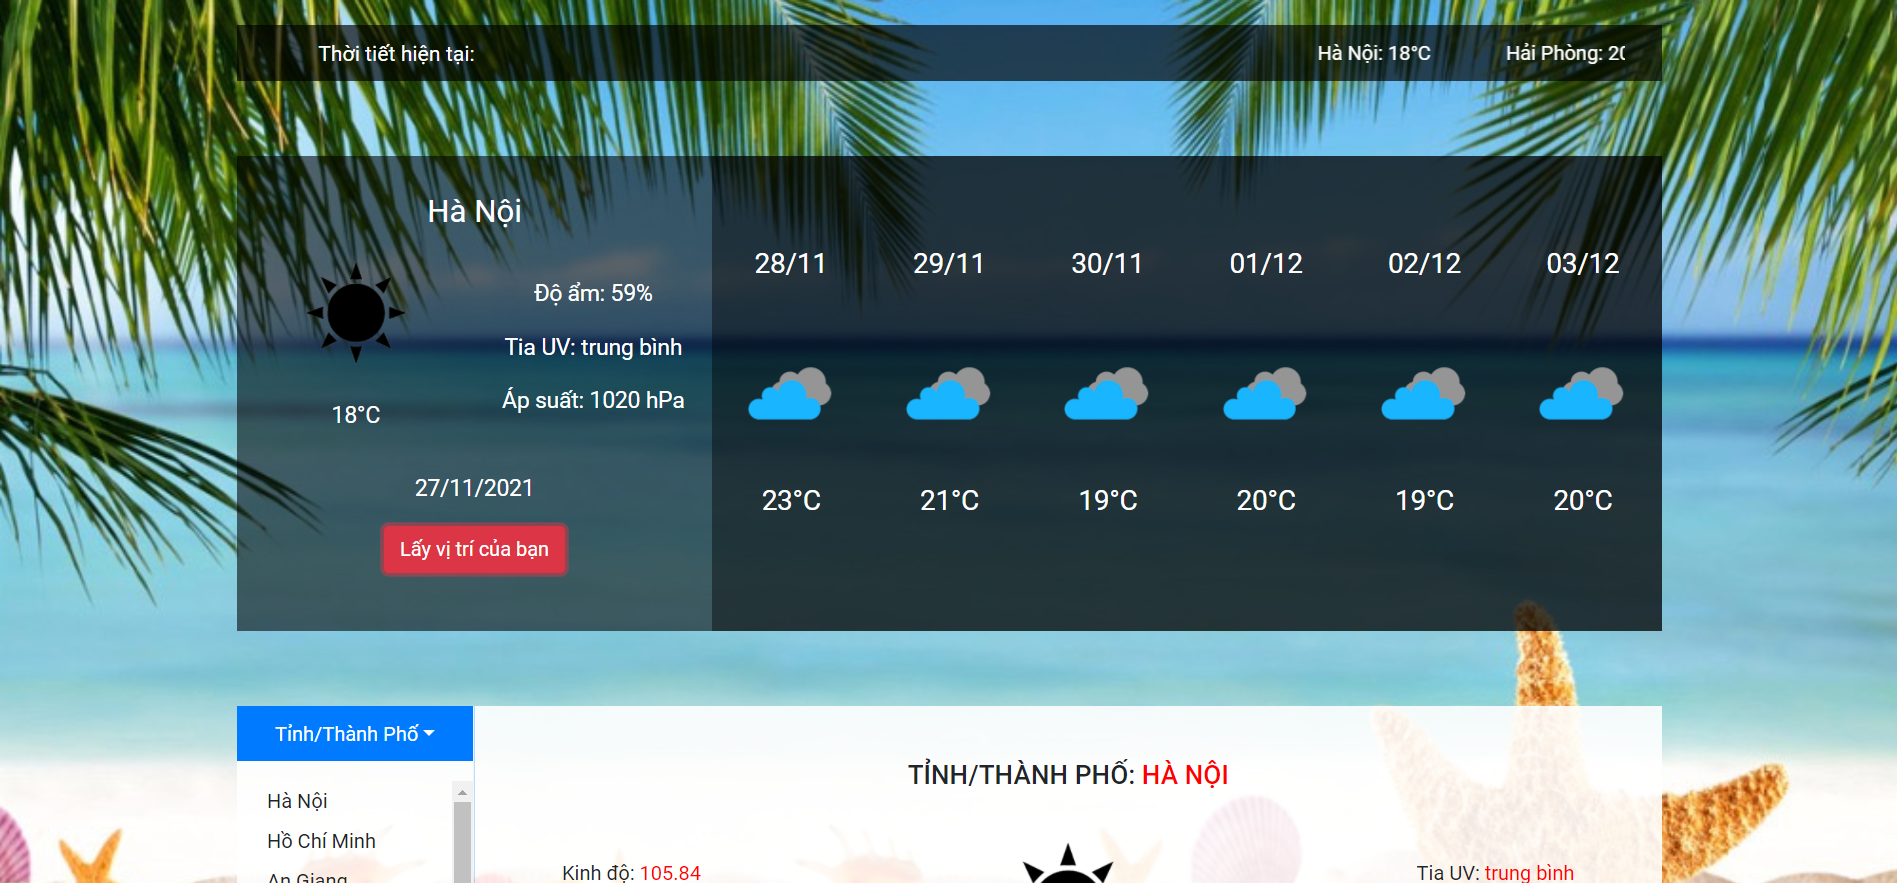 Thời tiết hiện tại:
Hà Nội: 18°C
Hải Phòng: 20
Hà Nội
Độ ẩm: 59%
Tia UV: trung bình
Áp suất: 1020 hPa
18°C
27/11/2021
Lấy vị trí của bạn
28/11 29/11 30/11 01/12 02/12 03/12
23°C 21°C 19°C 20°C 19°C 20°C
Tỉnh/Thành Phố
Hà Nội
Hồ Chí Minh
An Giang
TỈNH/THÀNH PHỐ: HÀ NỘI
Kinh độ: 105.84
Tia UV: trung bình